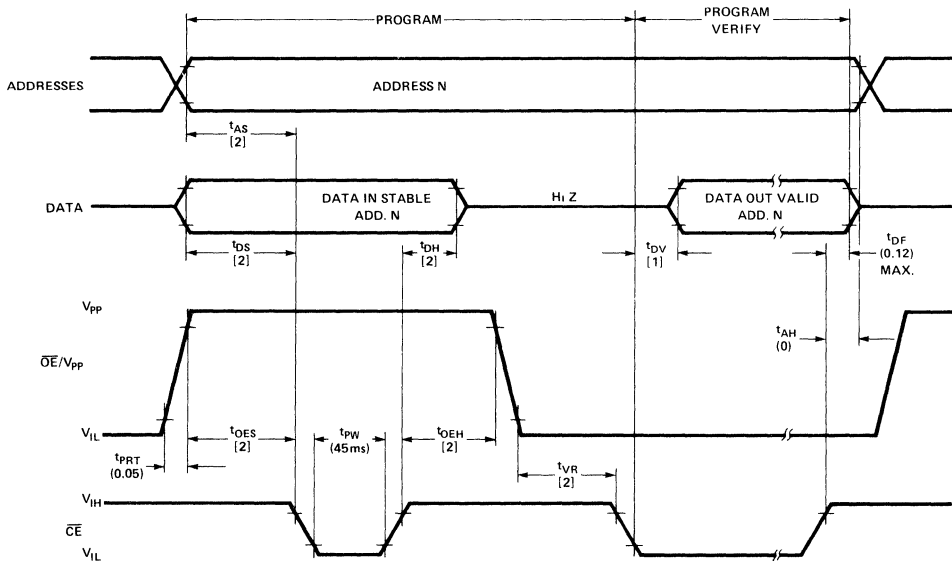 PROGRAM
PROGRAM
VERIFY
ADDRESSES
ADDRESS N
tAS
[2]
DATA
DATA IN STABLE
ADD. N
HI Z
DATA OUT VALID
ADD. N
tDS
[2]
tDH
[2]
tDV
[1]
tDF
(0.12)
MAX.
VPP
OE/VPP
VIL
tAH
(0)
tOES
[2]
tPW
(45ms)
tOEH
[2]
tPRT
(0.05)
tVR
[2]
VIH
CE
VIL